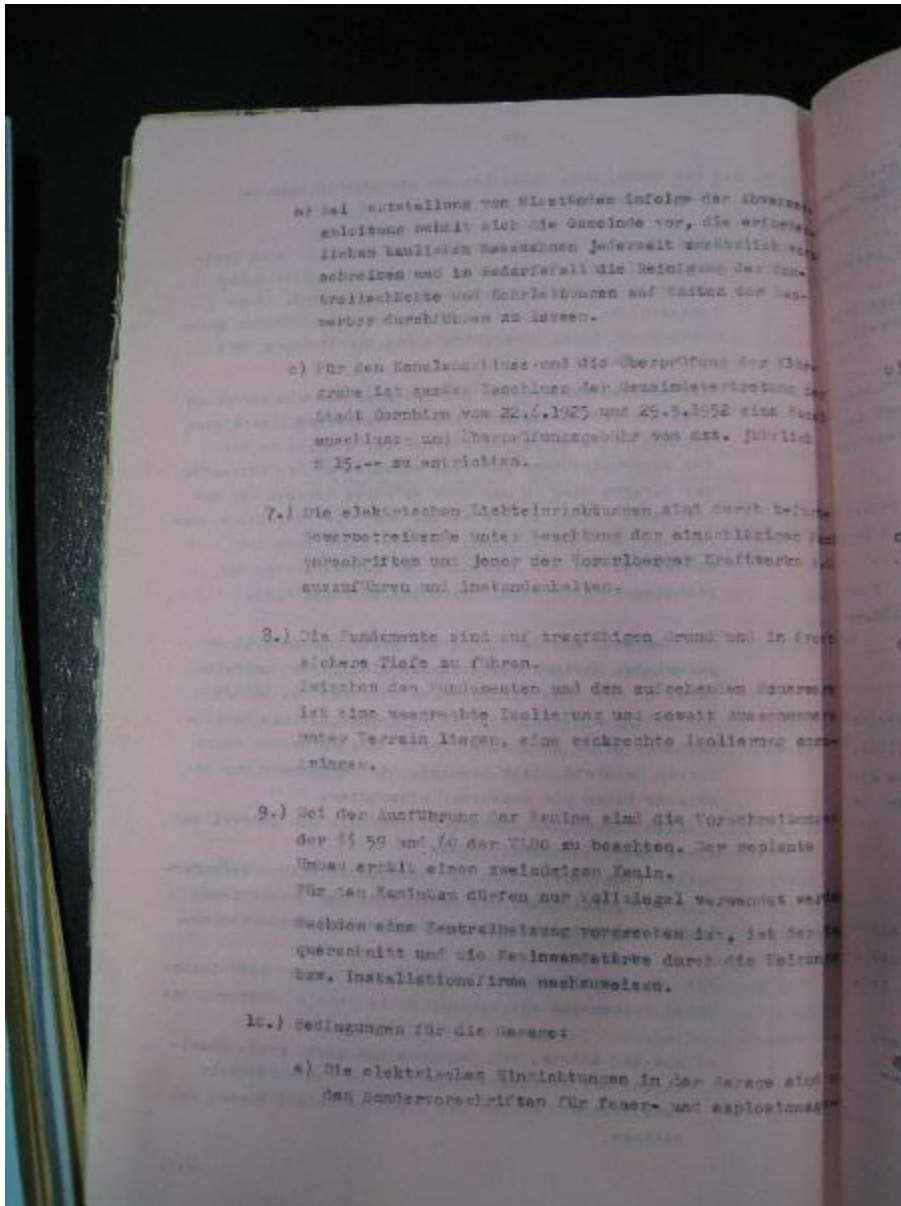 b) Bei Feststellung von Missständen infolge der Abwasser-
anleitung behält sich die Gemeinde vor, die erforder-
lichen baulichen Massnahmen jederzeit zusätzlich vor
schreiben und im Bedarfsfall die Reinigung der Kon-
trollschächte und Rohrleitungen auf Kosten der Bau-
werber durchführen zu lassen.
c) Für den Kanalanschluss und die Überprüfung der Klär-
grube ist gemäss Beschluss der Gemeindevertretung der
Stadt Dornbirn vom 22.6.1925 und 29.5.1952 eine
anschluss- und Überprüfungsgebühr von dzt. jährlich
S 15.-- zu entrichten.
7.) Die elektrischen Lichteinrichtungen sind durch befugte
Gewerbetreibende unter Beachtung der einschlägigen
vorschriften und jener der Vorarlberger Kraftwerke
auszuführen und instandzuhalten.
8.) Die Fundamente sind auf tragfähigen Grund und in frost
sichere Tiefe zu führen.
Zwischen den Fundamenten und dem aufgehenden Mauerwerk
ist eine waagrechte Isolierung und soweit Aussenmauern
unter Terrain liegen, eine senkrechte Isolierung anzu-
bringen.
9.) Bei der Ausführung der Kamine sind die Vorschreibungen
der §§ 59 und 60 der VLBO zu beachten. Der geplante
Umbau erhält einen zweizügigen Kamin.
Für den Kaminbau dürfen nur Vollziegel verwendet werden
Nachdem eine Zentralheizung vorgesehen ist, ist der
querschnitt und die Kaminwandstärke durch die Heizungs
bzw. Installationsfirma nachzuweisen.
10.) Bedingungen für die Garage:
a) Die elektrischen Einrichtungen in der Garage sind
den Sondervorschriften für feuer- und explosionsge-